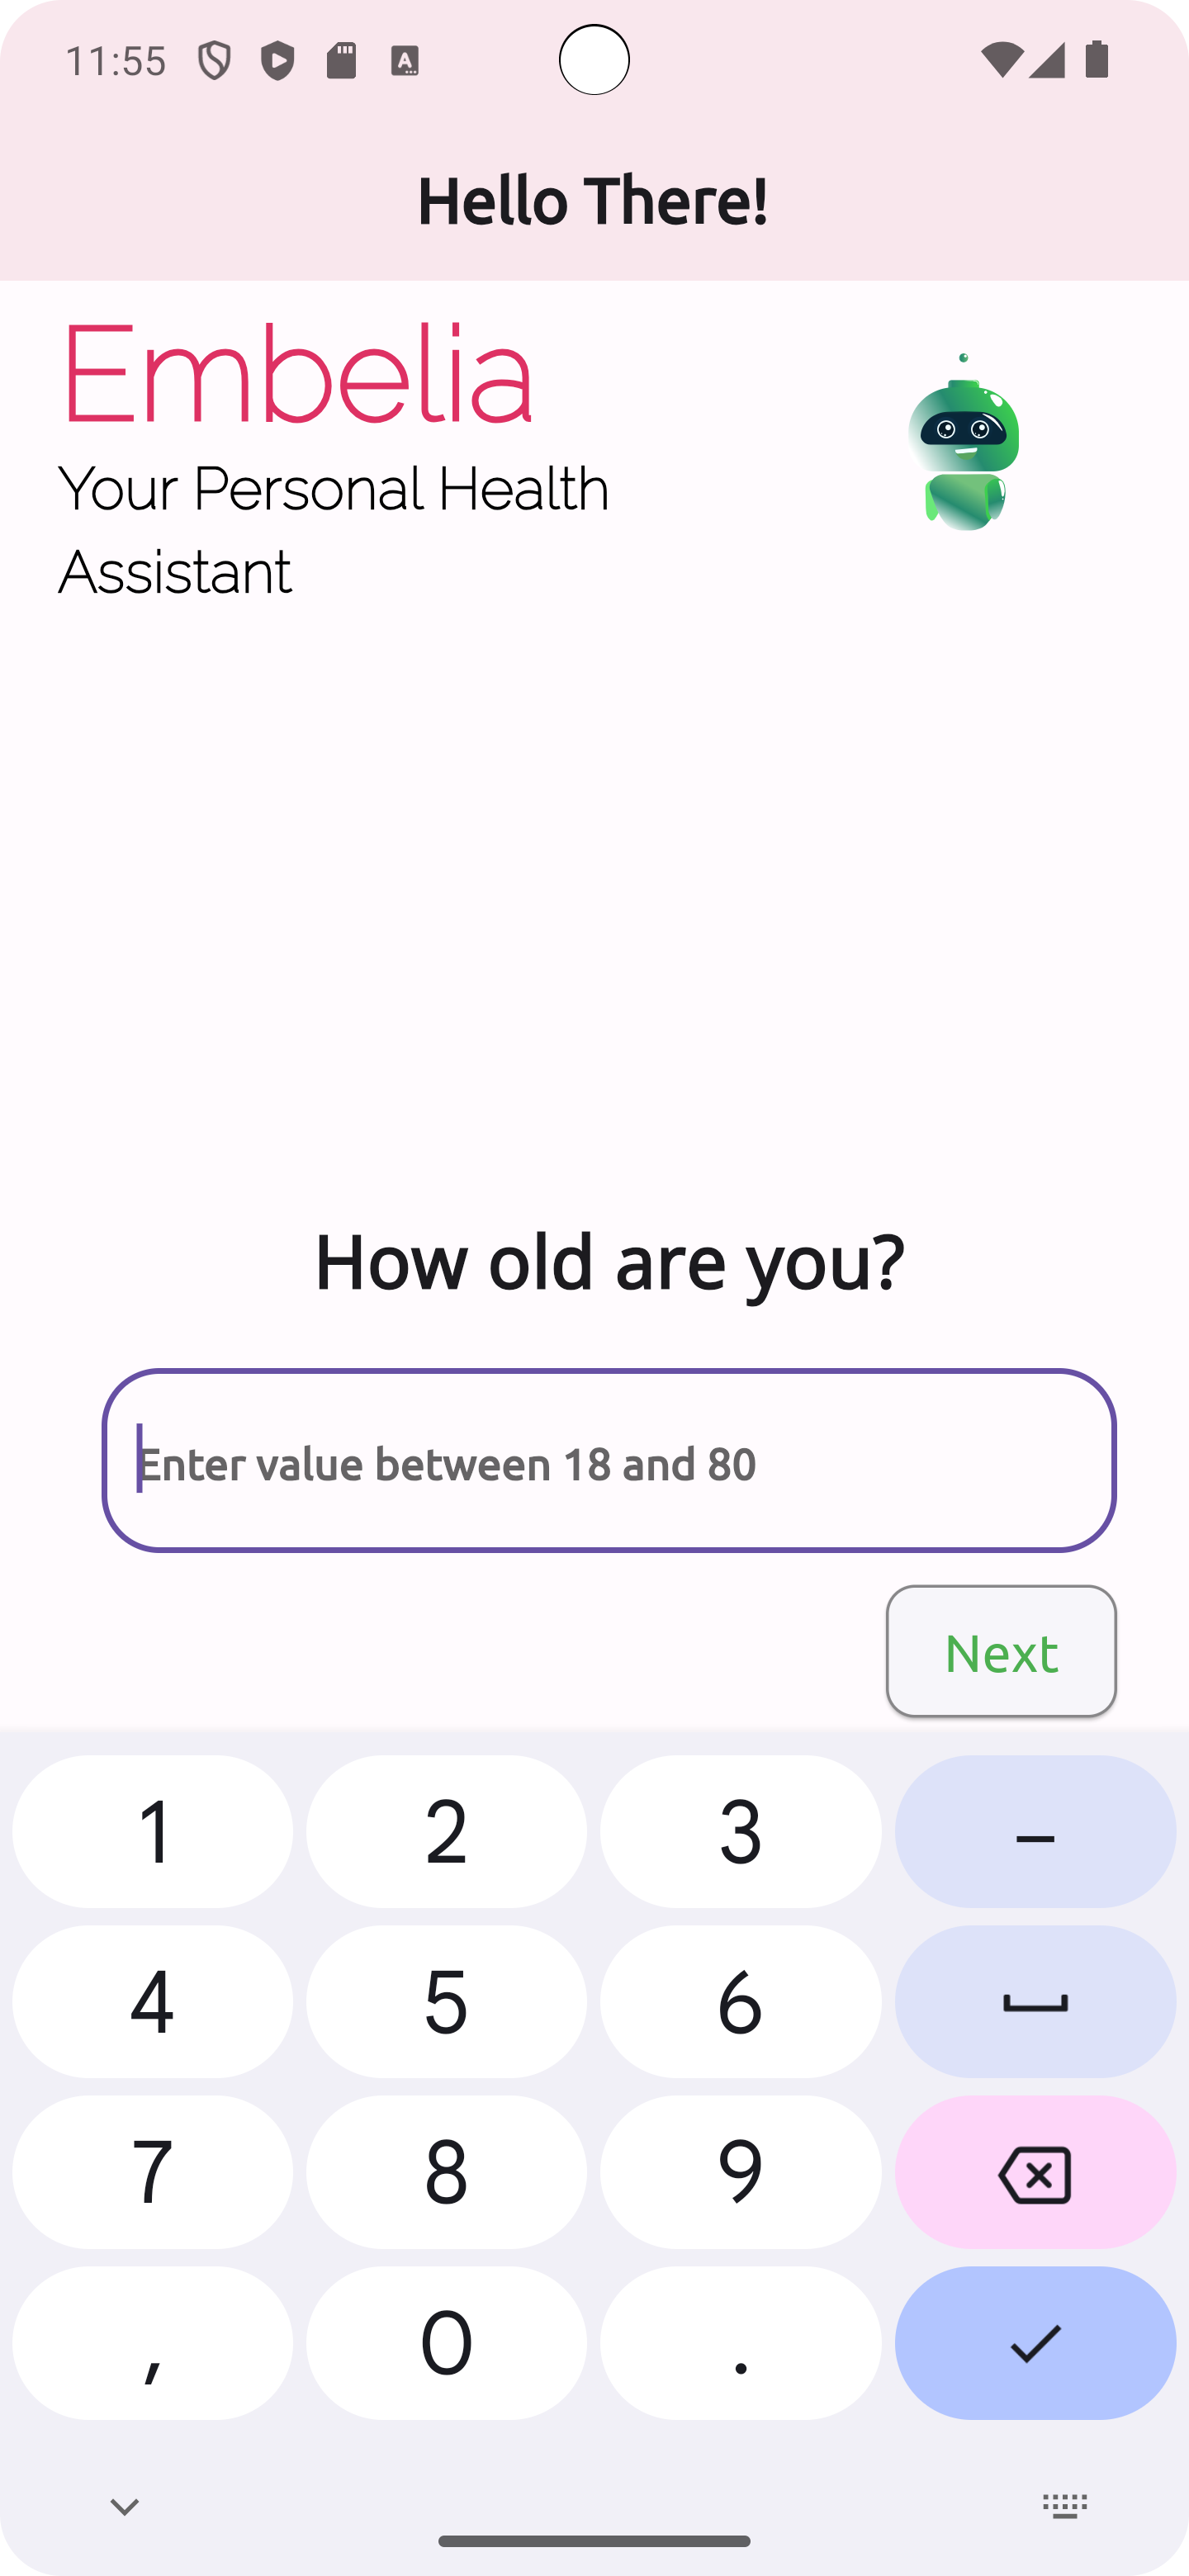 11:55
Hello There!
Embelia
Your Personal Health
Assistant
How old are you?
Enter value between 18 and 80
Next
1 2 3 –
4 5 6
7 8 9
, 0 .